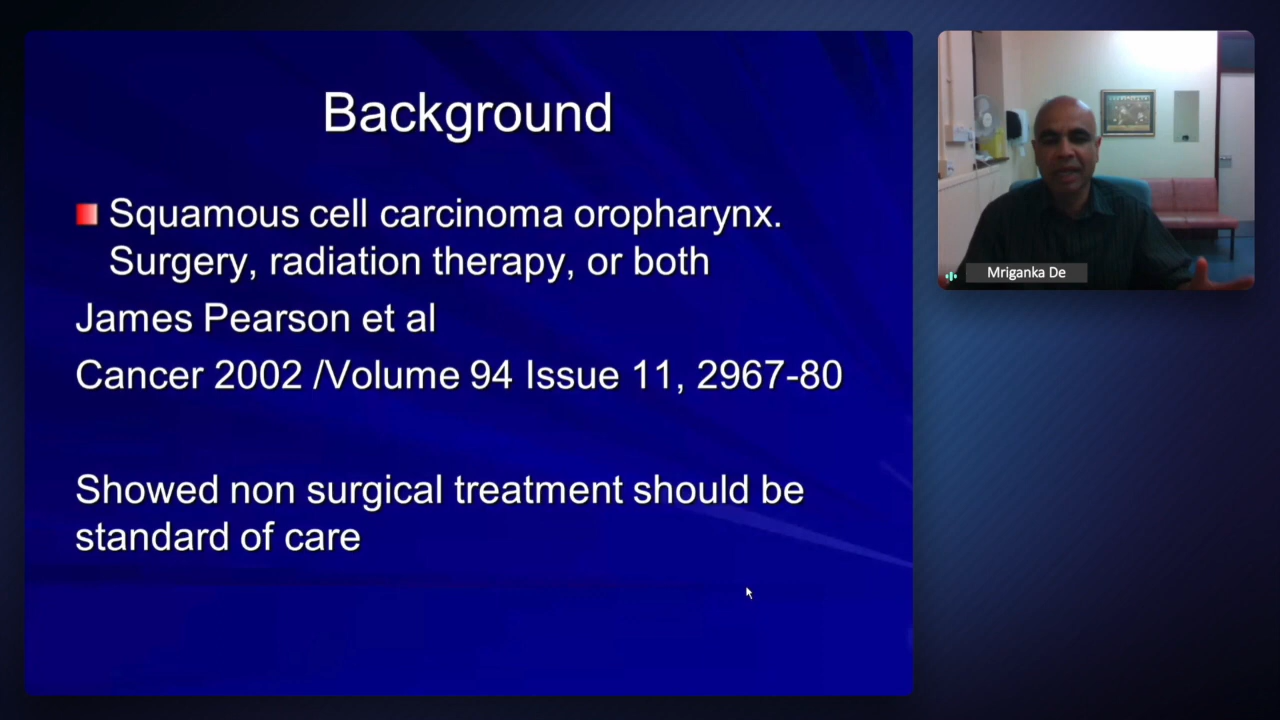 Background
Squamous cell carcinoma oropharynx.
Surgery, radiation therapy, or both
James Pearson et al
Cancer 2002 /Volume 94 Issue 11, 2967-80
Showed non surgical treatment should be
standard of care
Mriganka De